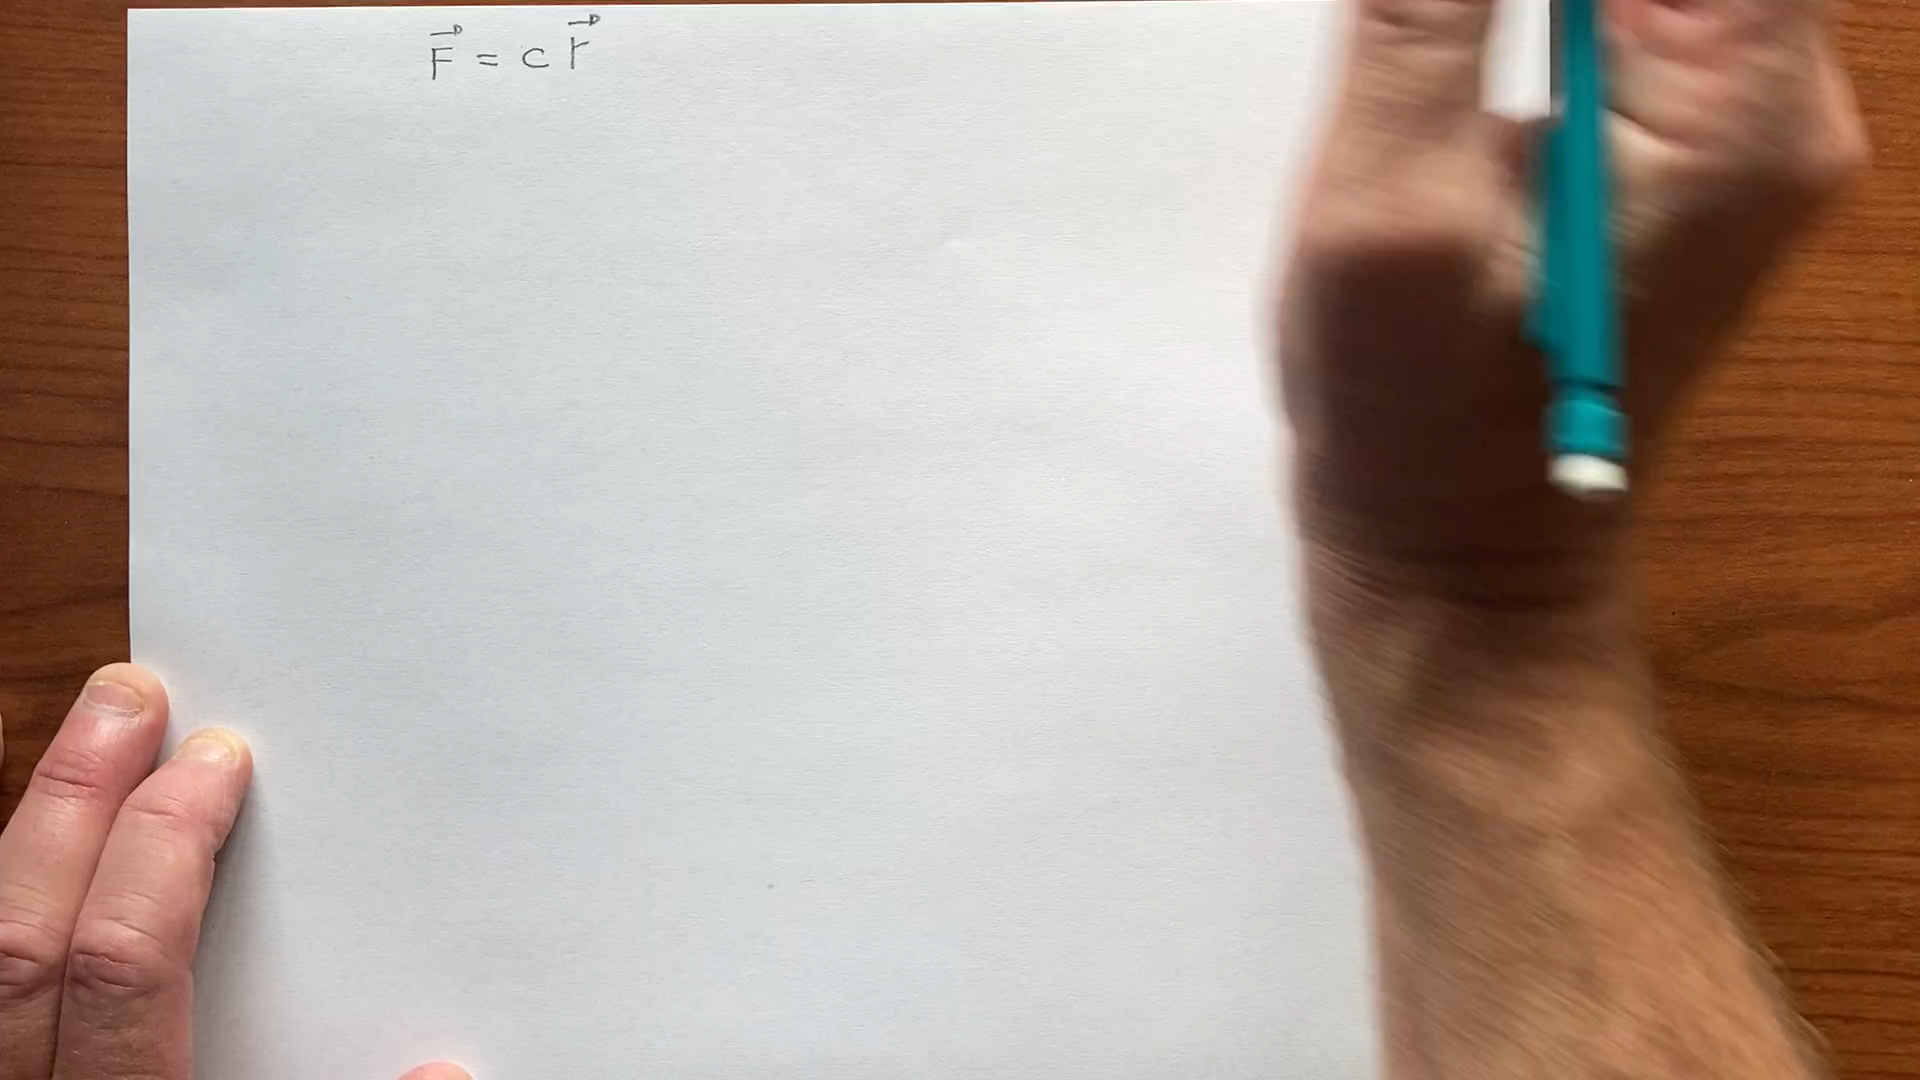 F⃗ = c r⃗